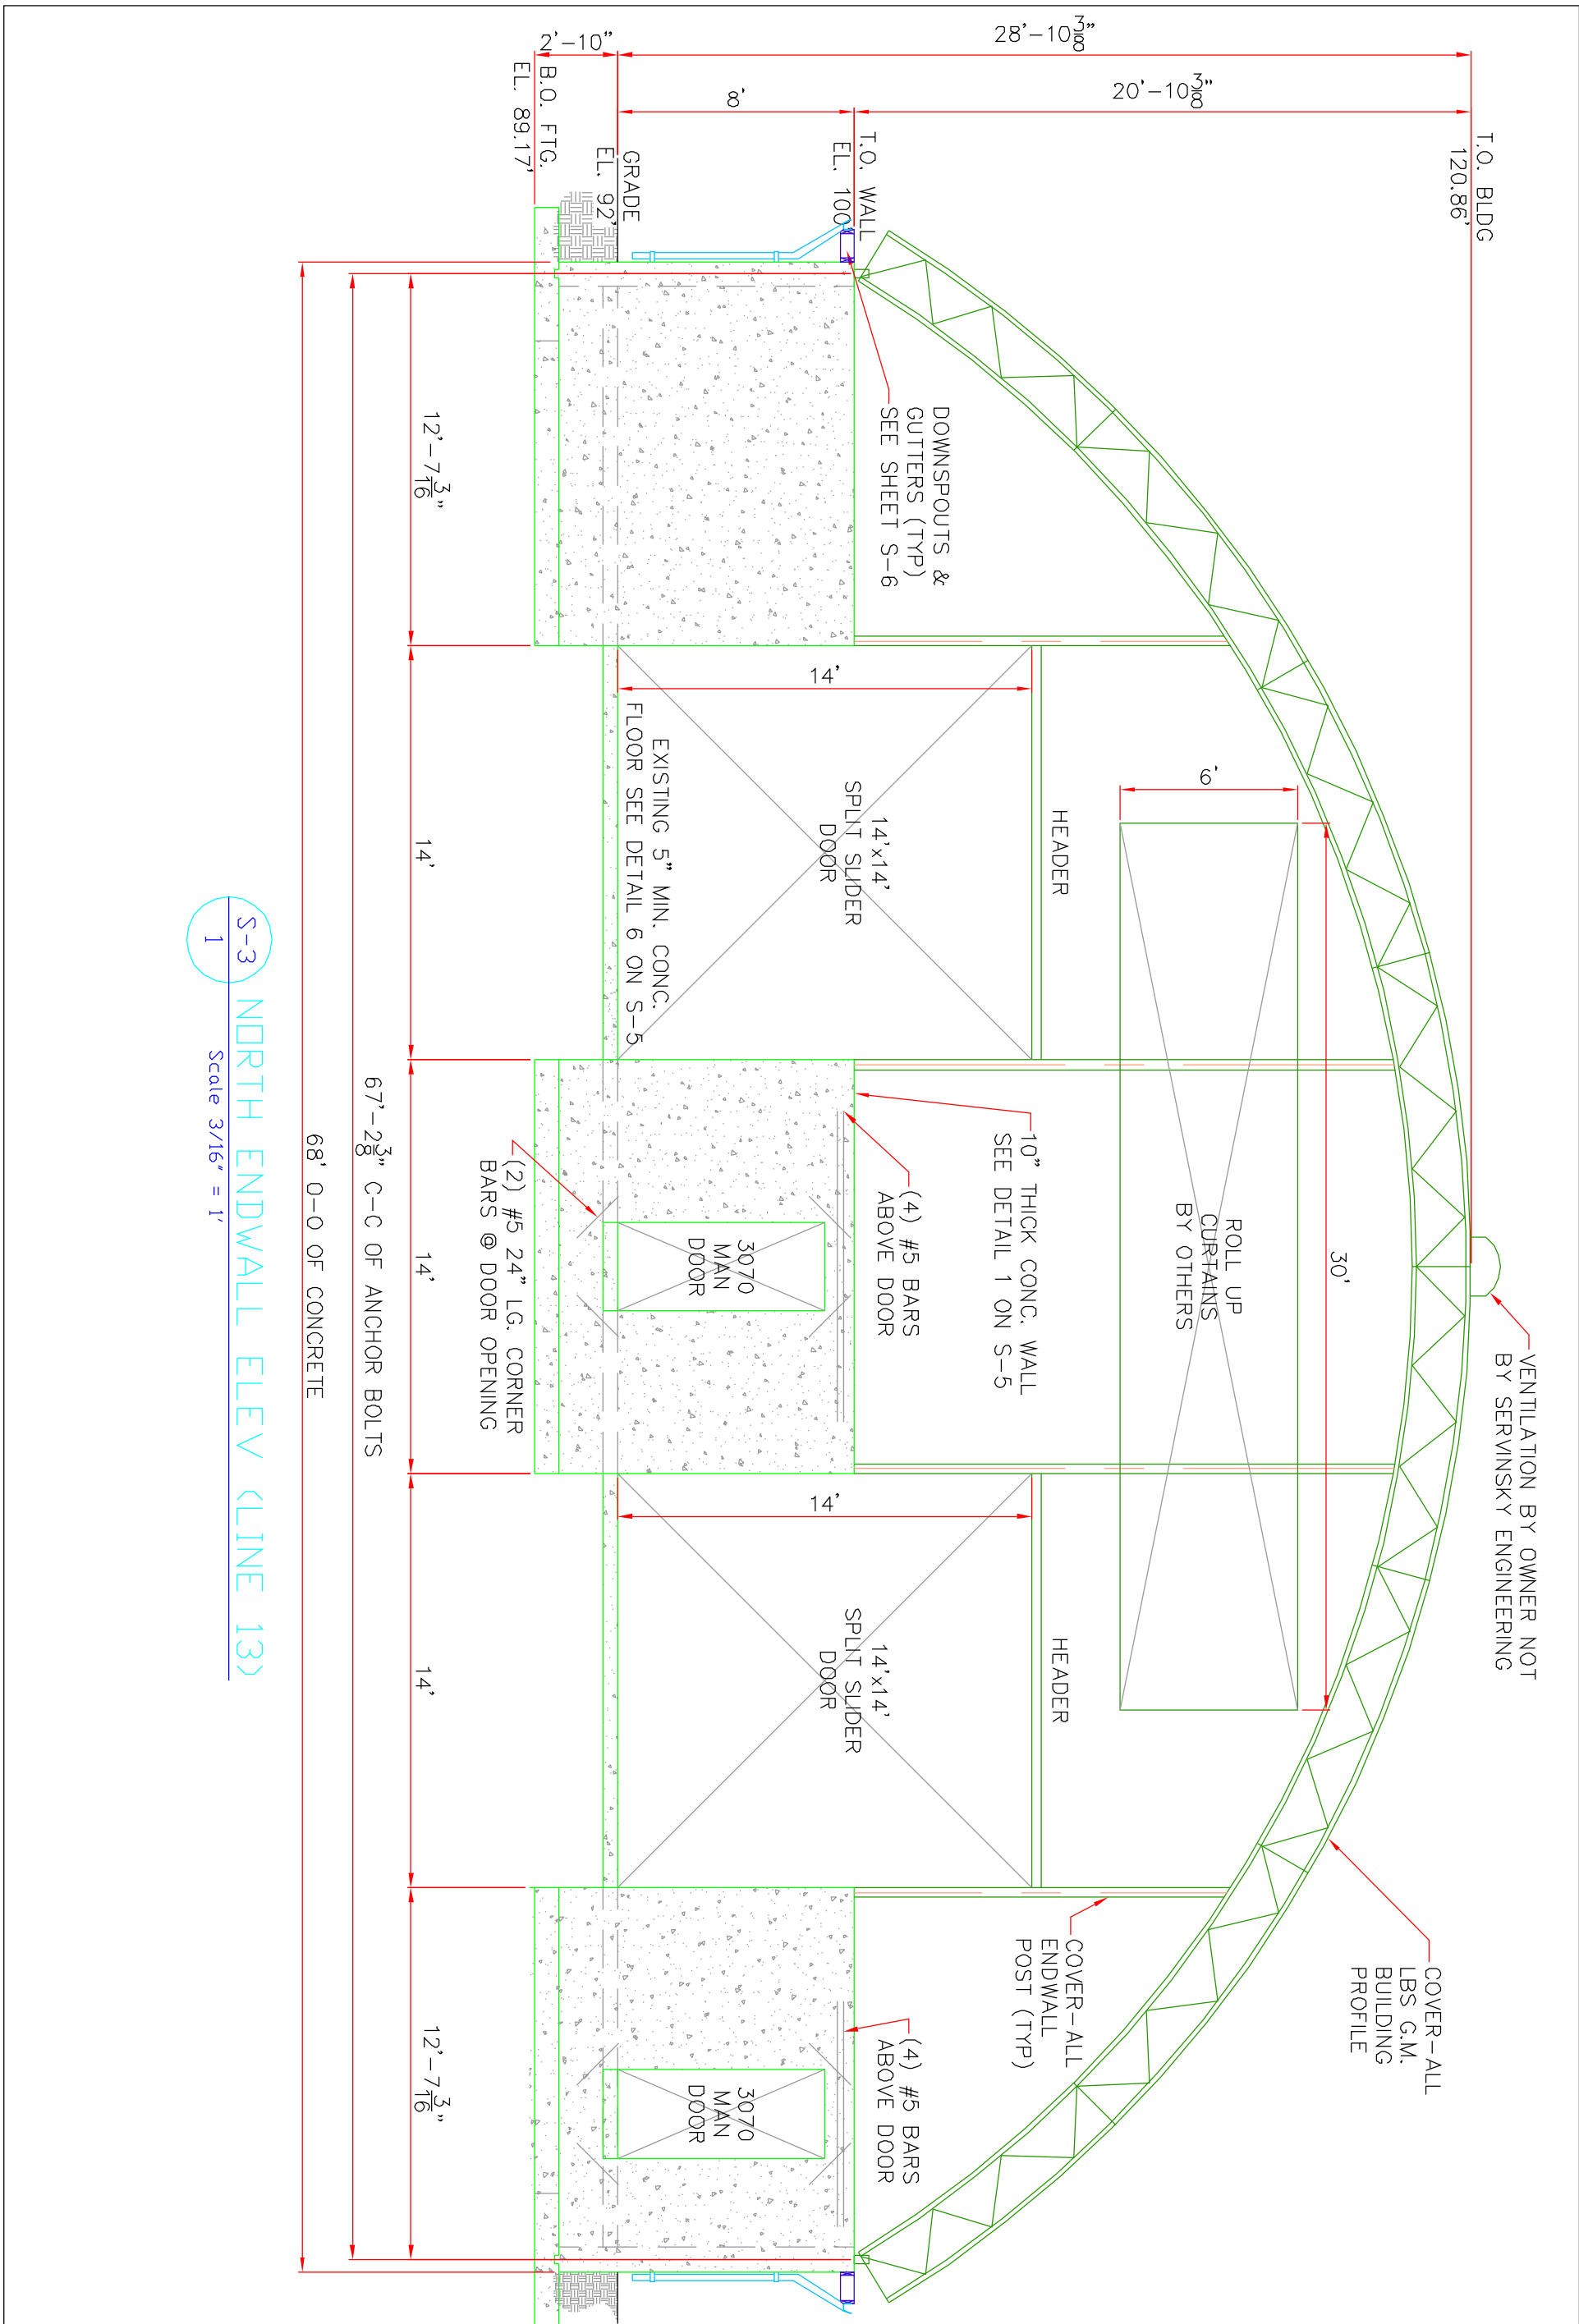 VENTILATION BY OWNER NOT
BY SERVINSKY ENGINEERING
T.O. BLDG
120.86'
COVER-ALL
LBS G.M.
BUILDING
PROFILE
28'-10 3/8"
20'-10 3/8"
30'
6'
ROLL UP
CURTAINS
BY OTHERS
COVER-ALL
ENDWALL
POST (TYP)
HEADER
HEADER
10" THICK CONC. WALL
SEE DETAIL 1 ON S-5
DOWNSPOUTS &
GUTTERS (TYP)
SEE SHEET S-6
(4) #5 BARS
ABOVE DOOR
(4) #5 BARS
ABOVE DOOR
T.O. WALL
EL. 100'
14'x14'
SPLIT SLIDER
DOOR
14'x14'
SPLIT SLIDER
DOOR
14'
14'
8'
3070
MAN
DOOR
3070
MAN
DOOR
EXISTING 5" MIN. CONC.
FLOOR SEE DETAIL 6 ON S-5
GRADE
EL. 92'
2'-10"
B.O. FTG.
EL. 89.17'
(2) #5 24" LG. CORNER
BARS @ DOOR OPENING
12'-7 3/16"
14'
14'
14'
12'-7 3/16"
67'-2 3/8" C-C OF ANCHOR BOLTS
68' O-O OF CONCRETE
S-3
1
NORTH ENDWALL ELEV (LINE 13)
Scale 3/16" = 1'